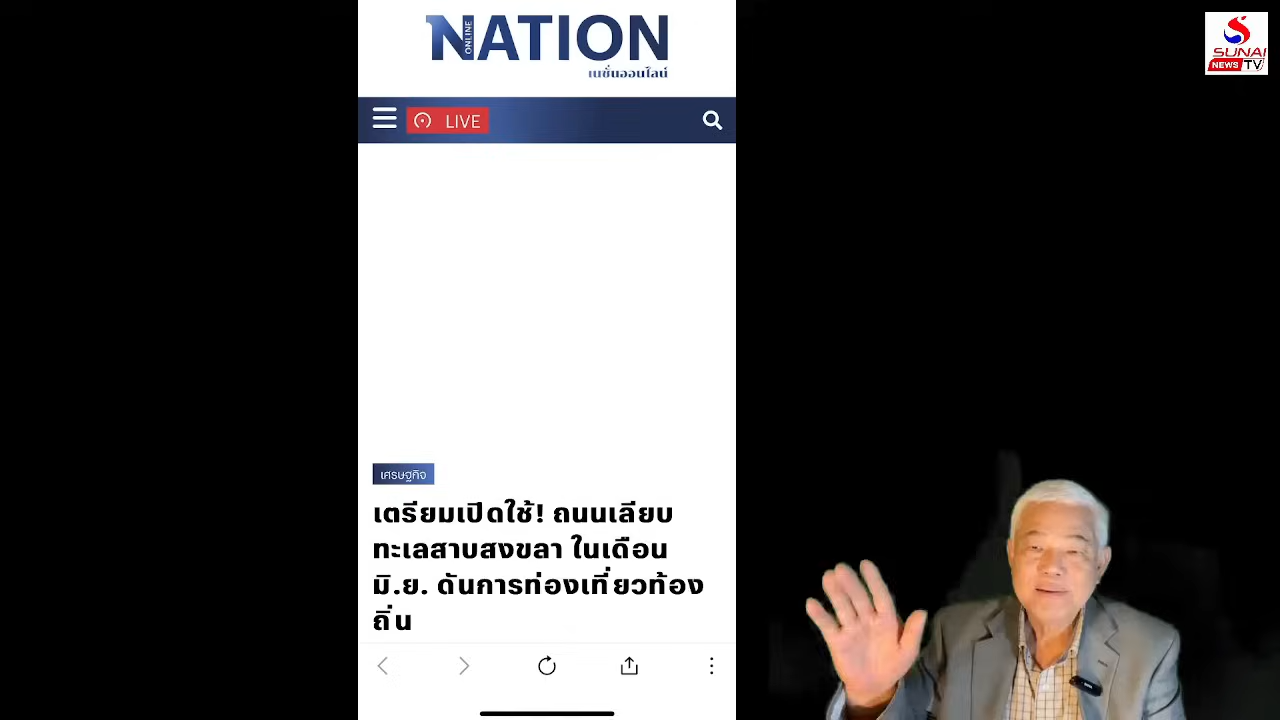 NATION
ONLINE
เนชั่นออนไลน์
LIVE
เศรษฐกิจ
เตรียมเปิดใช้! ถนนเลียบ
ทะเลสาบสงขลา ในเดือน
มิ.ย. ดันการท่องเที่ยวท้อง
ถิ่น
SUNAI
NEWS TV